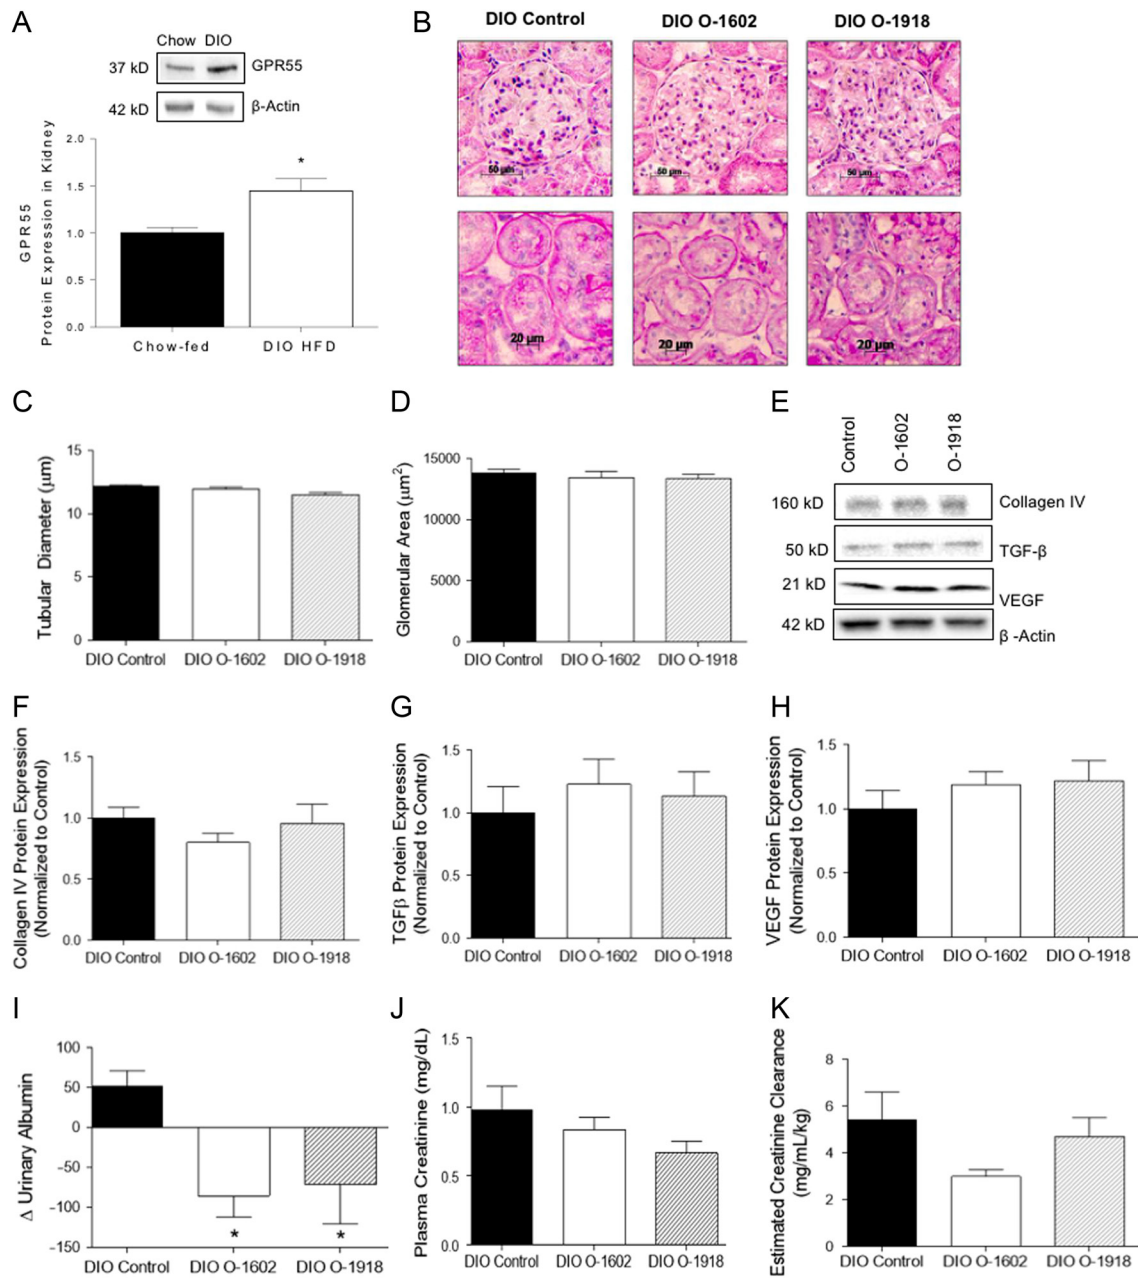 A
Chow DIO
37 kD GPR55
42 kD β-Actin
GPR55
Protein Expression in Kidney
2.0
1.5
1.0
0.5
0.0
*
Chow-fed DIO HFD
B
DIO Control DIO O-1602 DIO O-1918
50 µm 50 µm 50 µm
20 µm 20 µm 20 µm
C
Tubular Diameter (µm)
15
10
5
0
DIO Control DIO O-1602 DIO O-1918
D
Glomerular Area (µm²)
15000
10000
5000
0
DIO Control DIO O-1602 DIO O-1918
E
Control O-1602 O-1918
160 kD Collagen IV
50 kD TGF-β
21 kD VEGF
42 kD β -Actin
F
Collagen IV Protein Expression
(Normalized to Control)
1.5
1.0
0.5
0.0
DIO Control DIO O-1602 DIO O-1918
G
TGFβ Protein Expression
(Normalized to Control)
1.5
1.0
0.5
0.0
DIO Control DIO O-1602 DIO O-1918
H
VEGF Protein Expression
(Normalized to Control)
1.5
1.0
0.5
0.0
DIO Control DIO O-1602 DIO O-1918
I
Δ Urinary Albumin
100
50
0
-50
-100
-150
* *
DIO Control DIO O-1602 DIO O-1918
J
Plasma Creatinine (mg/dL)
1.5
1.0
0.5
0.0
DIO Control DIO O-1602 DIO O-1918
K
Estimated Creatinine Clearance
(mg/mL/kg)
8
6
4
2
0
DIO Control DIO O-1602 DIO O-1918